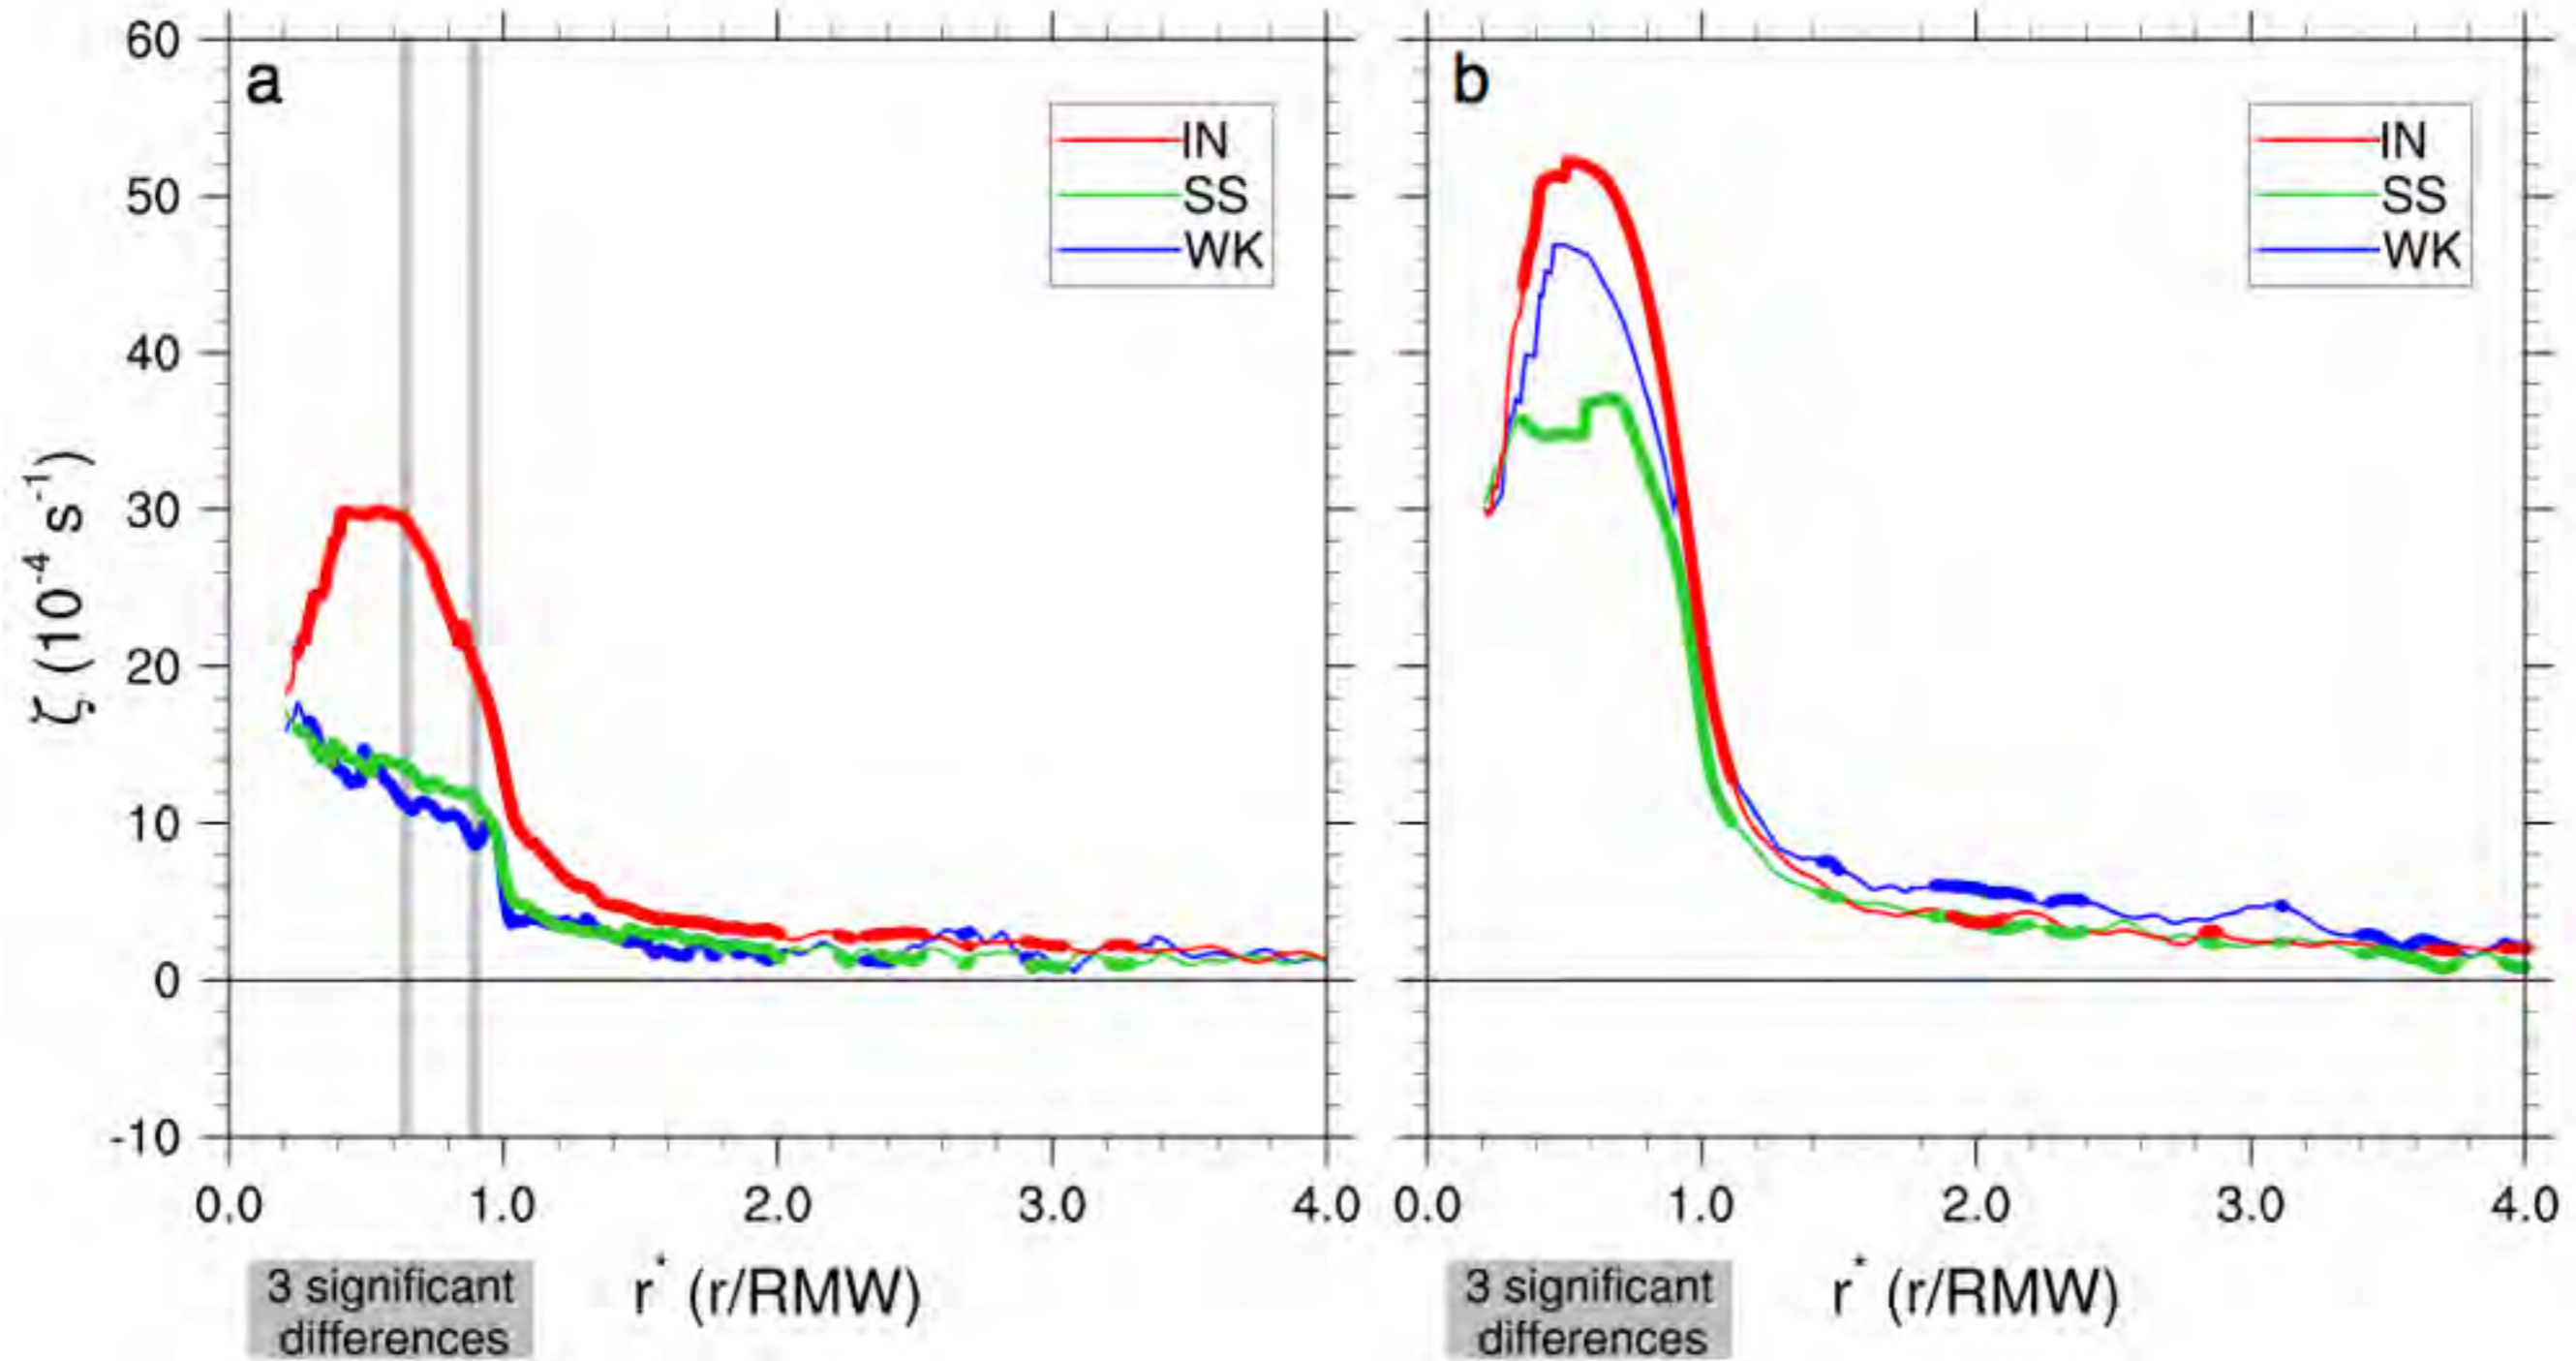 a
IN
SS
WK
60
50
40
30
20
10
0
-10
ζ (10⁻⁴ s⁻¹)
0.0 1.0 2.0 3.0 4.0
r* (r/RMW)
3 significant
differences
b
IN
SS
WK
0.0 1.0 2.0 3.0 4.0
r* (r/RMW)
3 significant
differences